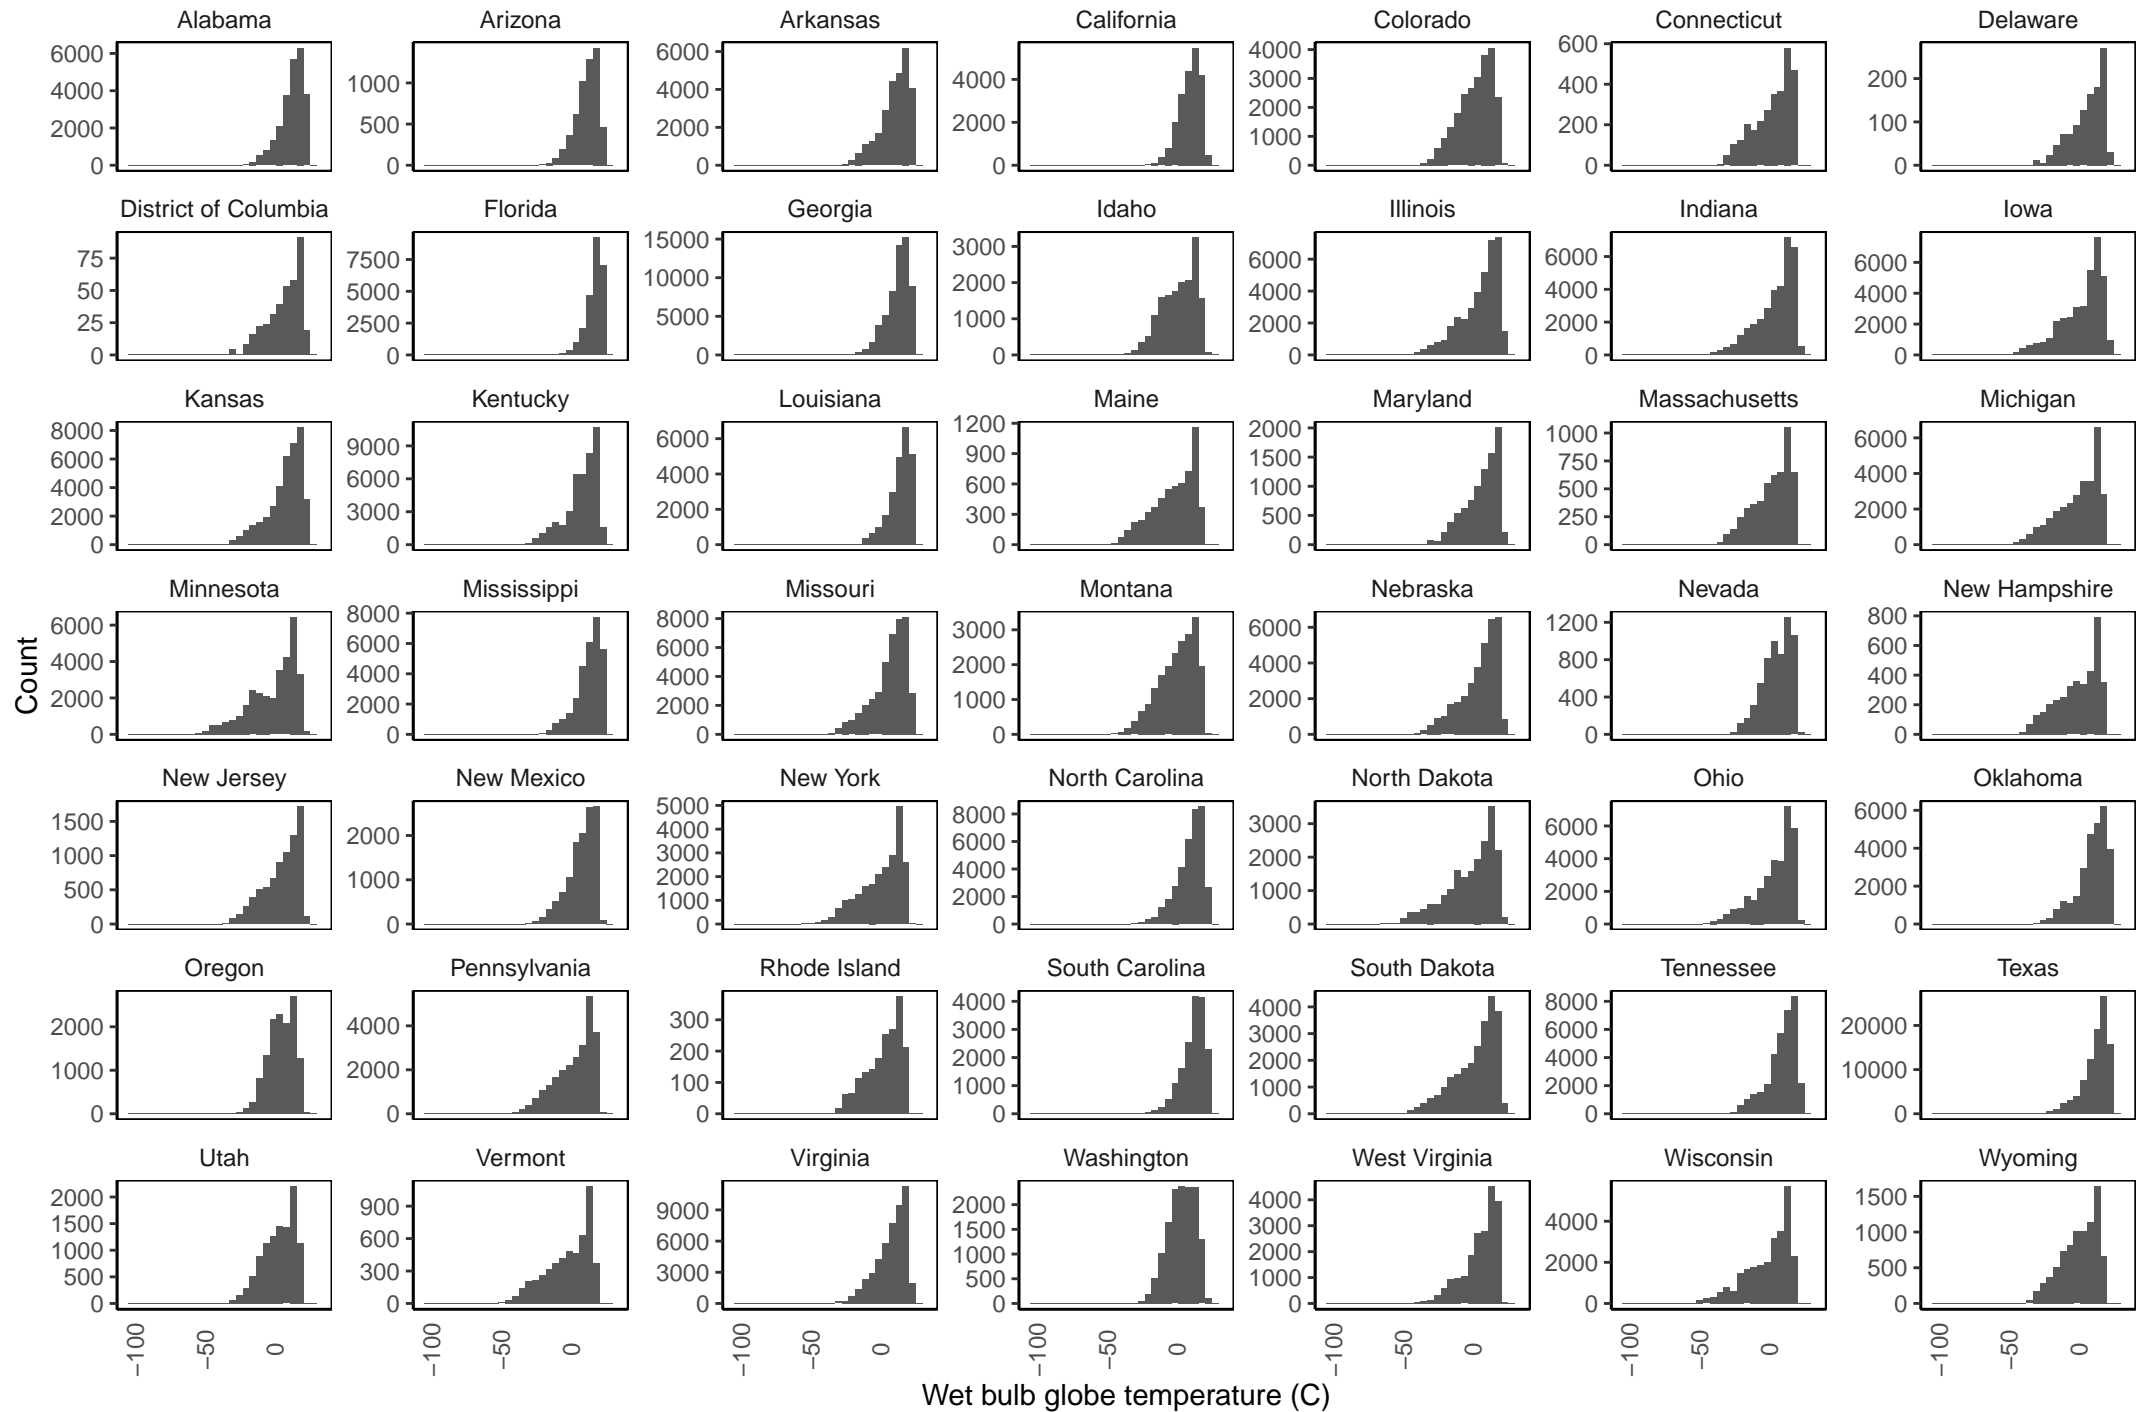 Alabama Arizona Arkansas California Colorado Connecticut Delaware
6000 4000 2000 0
1000 500 0
6000 4000 2000 0
4000 2000 0
4000 3000 2000 1000 0
600 400 200 0
200 100 0
District of Columbia Florida Georgia Idaho Illinois Indiana Iowa
75 50 25 0
7500 5000 2500 0
15000 10000 5000 0
3000 2000 1000 0
6000 4000 2000 0
6000 4000 2000 0
6000 4000 2000 0
Kansas Kentucky Louisiana Maine Maryland Massachusetts Michigan
8000 6000 4000 2000 0
9000 6000 3000 0
6000 4000 2000 0
1200 900 600 300 0
2000 1500 1000 500 0
1000 750 500 250 0
6000 4000 2000 0
Count
Minnesota Mississippi Missouri Montana Nebraska Nevada New Hampshire
6000 4000 2000 0
8000 6000 4000 2000 0
8000 6000 4000 2000 0
3000 2000 1000 0
6000 4000 2000 0
1200 800 400 0
800 600 400 200 0
New Jersey New Mexico New York North Carolina North Dakota Ohio Oklahoma
1500 1000 500 0
2000 1000 0
5000 4000 3000 2000 1000 0
8000 6000 4000 2000 0
3000 2000 1000 0
6000 4000 2000 0
6000 4000 2000 0
Oregon Pennsylvania Rhode Island South Carolina South Dakota Tennessee Texas
2000 1000 0
4000 2000 0
300 200 100 0
4000 3000 2000 1000 0
4000 3000 2000 1000 0
8000 6000 4000 2000 0
20000 10000 0
Utah Vermont Virginia Washington West Virginia Wisconsin Wyoming
2000 1500 1000 500 0
900 600 300 0
9000 6000 3000 0
2000 1500 1000 500 0
4000 3000 2000 1000 0
4000 2000 0
1500 1000 500 0
−100 −50 0 −100 −50 0 −100 −50 0 −100 −50 0 −100 −50 0 −100 −50 0 −100 −50 0
Wet bulb globe temperature (C)